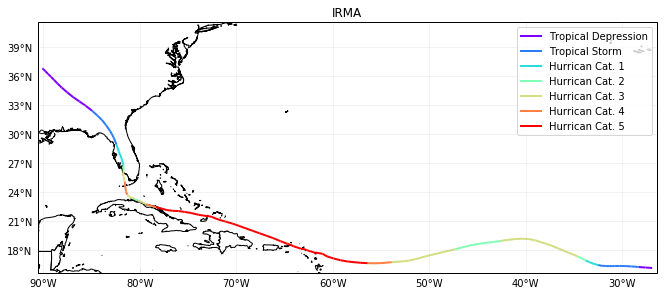 IRMA
Tropical Depression
Tropical Storm
Hurrican Cat. 1
Hurrican Cat. 2
Hurrican Cat. 3
Hurrican Cat. 4
Hurrican Cat. 5
39°N
36°N
33°N
30°N
27°N
24°N
21°N
18°N
90°W 80°W 70°W 60°W 50°W 40°W 30°W